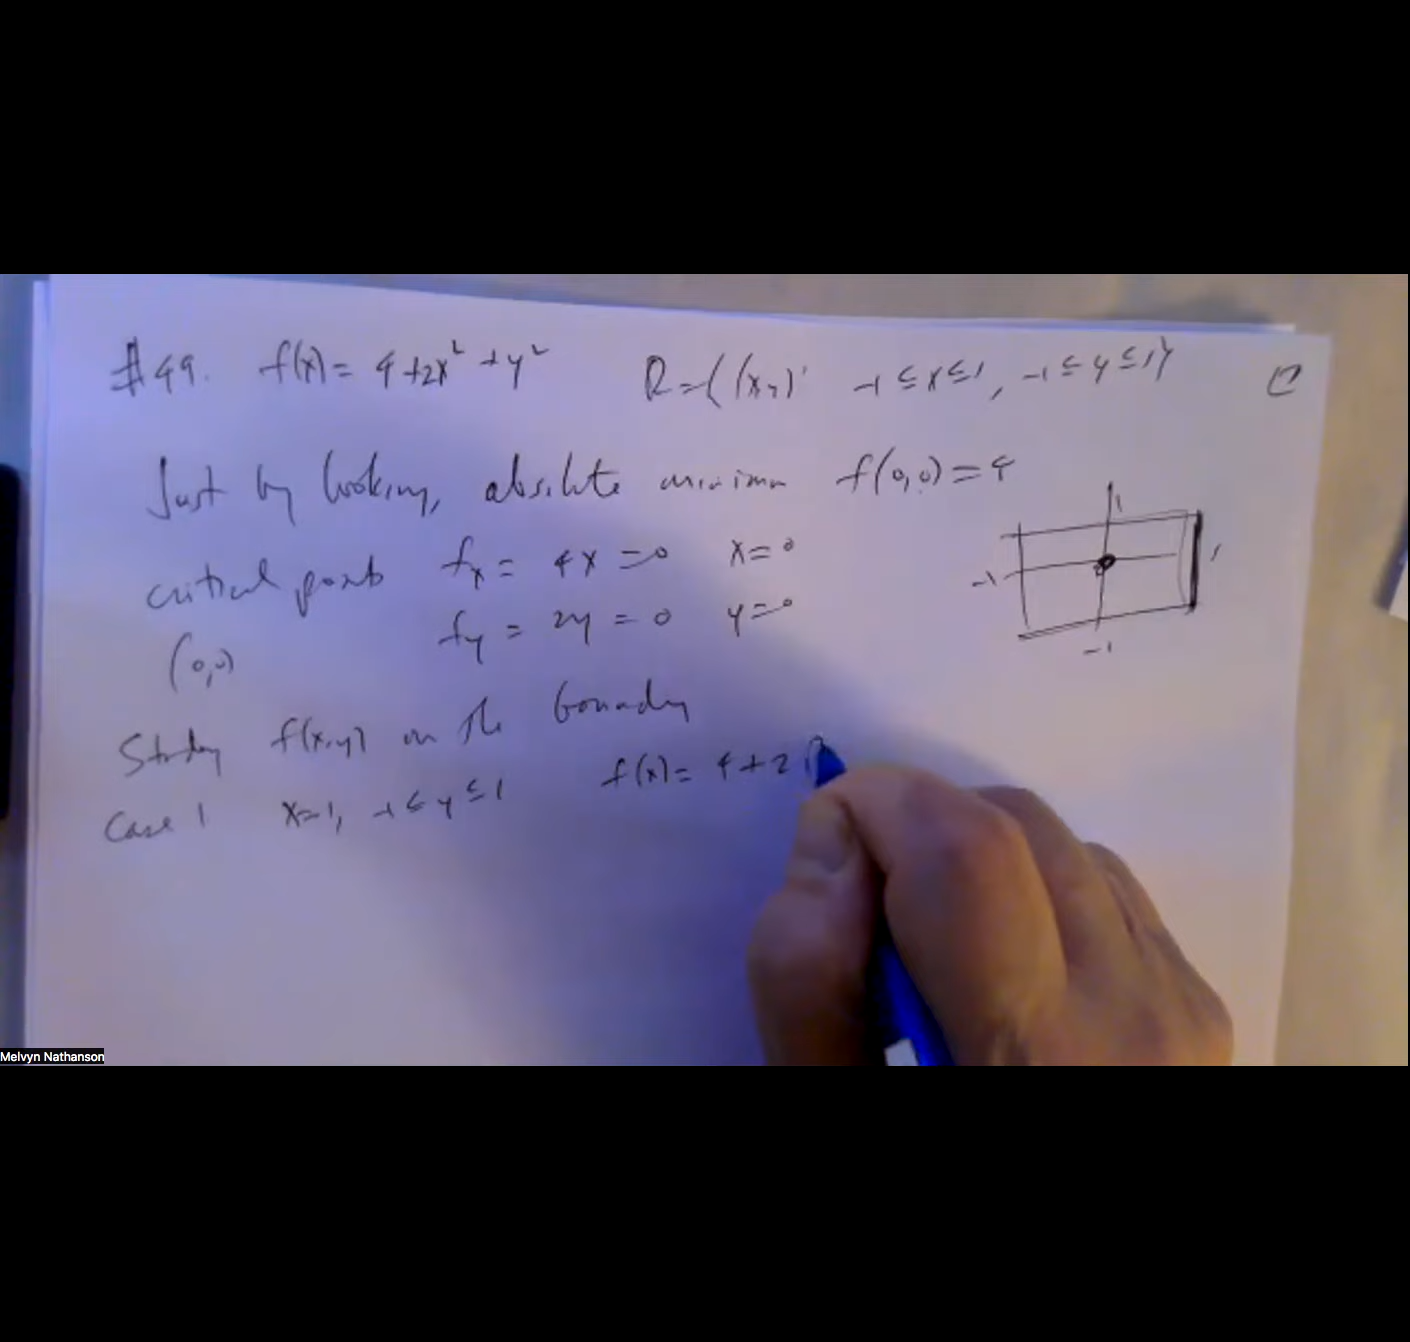 #49. f(x) = 4+2x² +y² R={(x,y): -1≤x≤1, -1≤y≤1}
Just by looking, absolute minimum f(0,0)=4
1
critical points fx = 4x =0 x=0
-1 1
(0,0) fy = 2y = 0 y=0
-1
Study f(x,y) on the boundary
Case 1 x=1, -1≤y≤1 f(x)= 4+2(
Melvyn Nathanson